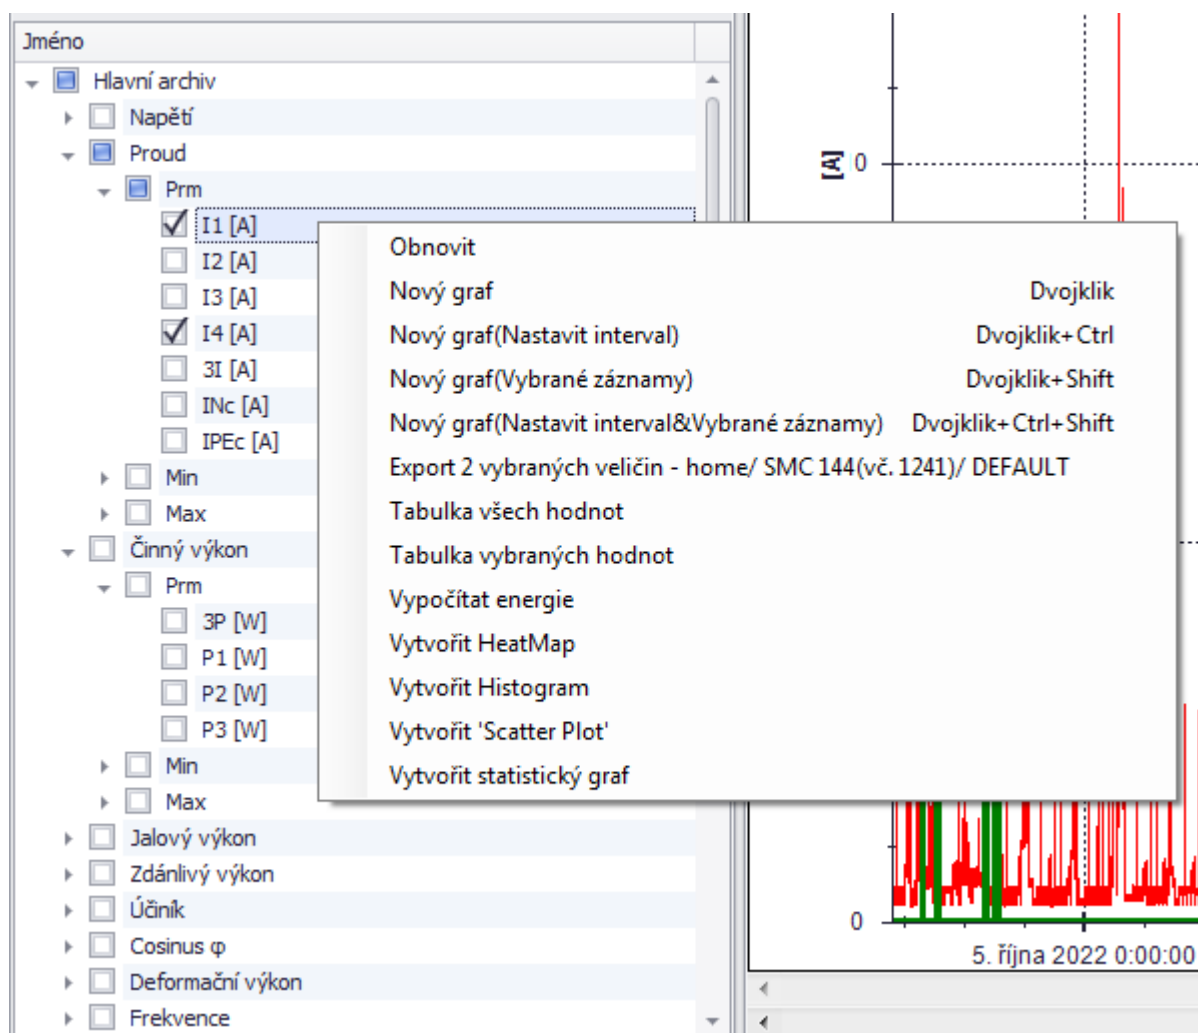 Jméno
Hlavní archiv
Napětí
Proud
Prm
I1 [A]
I2 [A]
I3 [A]
I4 [A]
3I [A]
INc [A]
IPEc [A]
Min
Max
Činný výkon
Prm
3P [W]
P1 [W]
P2 [W]
P3 [W]
Min
Max
Jalový výkon
Zdánlivý výkon
Účiník
Cosinus φ
Deformační výkon
Frekvence
Obnovit
Nový graf Dvojklik
Nový graf(Nastavit interval) Dvojklik+Ctrl
Nový graf(Vybrané záznamy) Dvojklik+Shift
Nový graf(Nastavit interval&Vybrané záznamy) Dvojklik+Ctrl+Shift
Export 2 vybraných veličin - home/ SMC 144(vč. 1241)/ DEFAULT
Tabulka všech hodnot
Tabulka vybraných hodnot
Vypočítat energie
Vytvořit HeatMap
Vytvořit Histogram
Vytvořit 'Scatter Plot'
Vytvořit statistický graf
[A] 0
0
5. října 2022 0:00:00